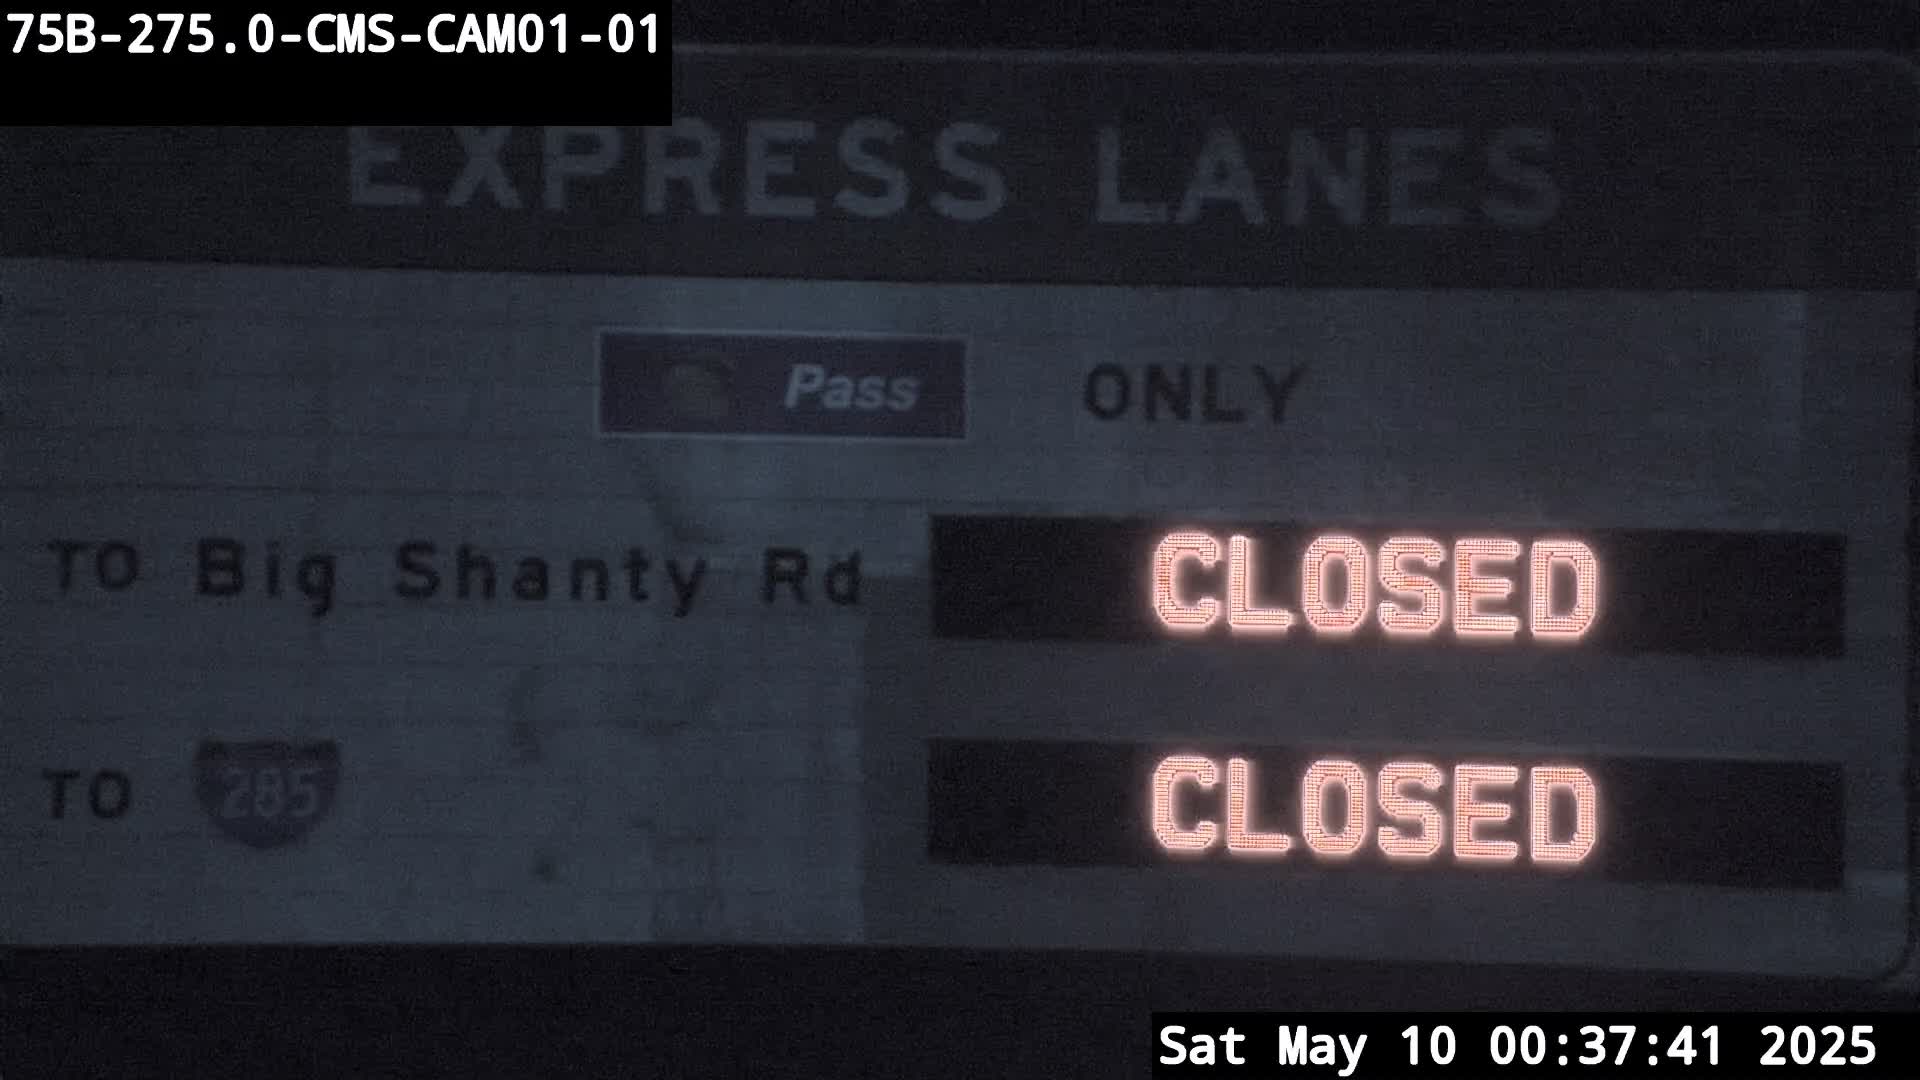 75B-275.0-CMS-CAM01-01
EXPRESS LANES
Pass ONLY
TO Big Shanty Rd CLOSED
TO 285 CLOSED
Sat May 10 00:37:41 2025